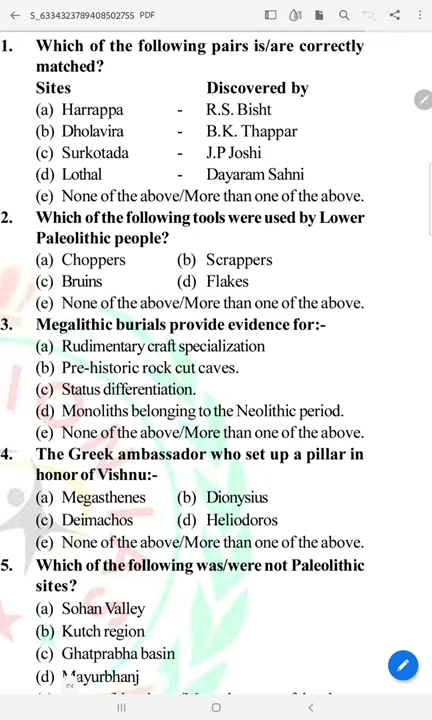 S_6334323789408502755 PDF
1. Which of the following pairs is/are correctly
matched?
Sites Discovered by
(a) Harrappa - R.S. Bisht
(b) Dholavira - B.K. Thappar
(c) Surkotada - J.P Joshi
(d) Lothal - Dayaram Sahni
(e) None of the above/More than one of the above.
2. Which of the following tools were used by Lower
Paleolithic people?
(a) Choppers (b) Scrappers
(c) Bruins (d) Flakes
(e) None of the above/More than one of the above.
3. Megalithic burials provide evidence for:-
(a) Rudimentary craft specialization
(b) Pre-historic rock cut caves.
(c) Status differentiation.
(d) Monoliths belonging to the Neolithic period.
(e) None of the above/More than one of the above.
4. The Greek ambassador who set up a pillar in
honor of Vishnu:-
(a) Megasthenes (b) Dionysius
(c) Deimachos (d) Heliodoros
(e) None of the above/More than one of the above.
5. Which of the following was/were not Paleolithic
sites?
(a) Sohan Valley
(b) Kutch region
(c) Ghatprabha basin
(d) Mayurbhanj
2